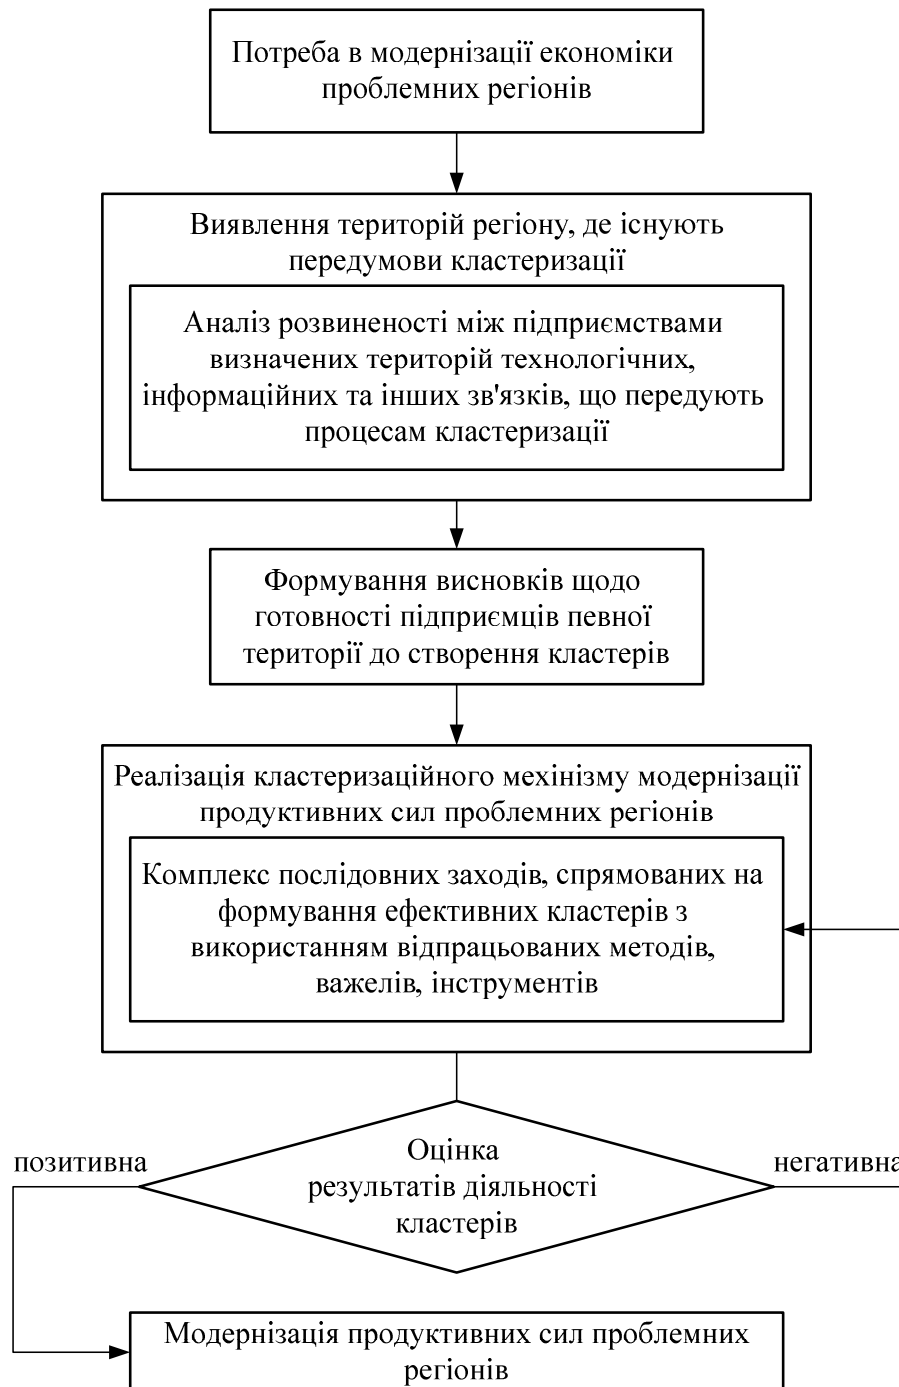 Потреба в модернізації економіки
проблемних регіонів
Виявлення територій регіону, де існують
передумови кластеризації
Аналіз розвиненості між підприємствами
визначених територій технологічних,
інформаційних та інших зв'язків, що передують
процесам кластеризації
Формування висновків щодо
готовності підприємців певної
території до створення кластерів
Реалізація кластеризаційного мехінізму модернізації
продуктивних сил проблемних регіонів
Комплекс послідовних заходів, спрямованих на
формування ефективних кластерів з
використанням відпрацьованих методів,
важелів, інструментів
Оцінка
результатів діяльності
кластерів
позитивна
негативна
Модернізація продуктивних сил проблемних
регіонів